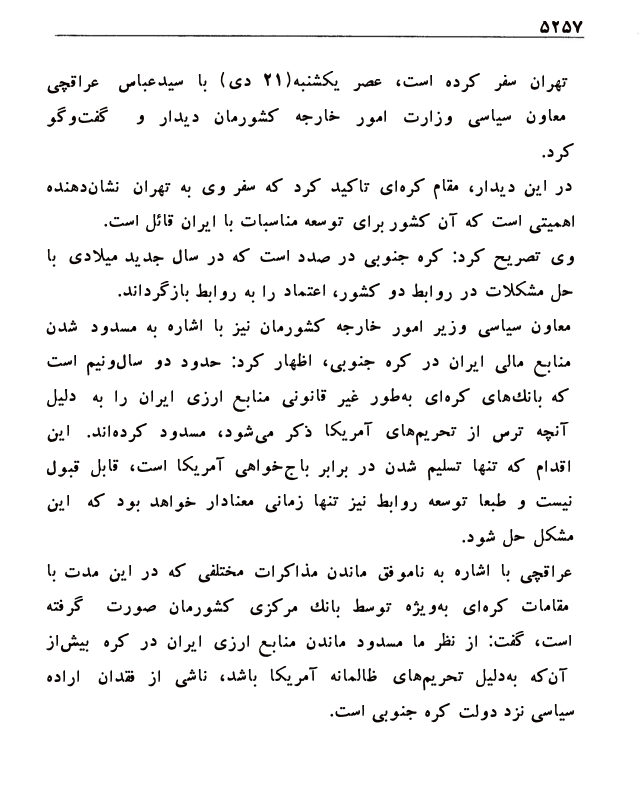 ۵۲۵۷
تهران سفر کرده است، عصر یکشنبه(۲۱ دی) با سیدعباس عراقچی
معاون سیاسی وزارت امور خارجه کشورمان دیدار و گفت‌وگو
کرد.
در این دیدار، مقام کره‌ای تاکید کرد که سفر وی به تهران نشان‌دهنده
اهمیتی است که آن کشور برای توسعه مناسبات با ایران قائل است.
وی تصریح کرد: کره جنوبی در صدد است که در سال جدید میلادی با
حل مشکلات در روابط دو کشور، اعتماد را به روابط بازگرداند.
معاون سیاسی وزیر امور خارجه کشورمان نیز با اشاره به مسدود شدن
منابع مالی ایران در کره جنوبی، اظهار کرد: حدود دو سال‌ونیم است
که بانك‌های کره‌ای به‌طور غیر قانونی منابع ارزی ایران را به دلیل
آنچه ترس از تحریم‌های آمریکا ذکر می‌شود، مسدود کرده‌اند. این
اقدام که تنها تسلیم شدن در برابر باج‌خواهی آمریکا است، قابل قبول
نیست و طبعا توسعه روابط نیز تنها زمانی معنادار خواهد بود که این
مشکل حل شود.
عراقچی با اشاره به ناموفق ماندن مذاکرات مختلفی که در این مدت با
مقامات کره‌ای به‌ویژه توسط بانك مرکزی کشورمان صورت گرفته
است، گفت: از نظر ما مسدود ماندن منابع ارزی ایران در کره بیش‌از
آن‌که به‌دلیل تحریم‌های ظالمانه آمریکا باشد، ناشی از فقدان اراده
سیاسی نزد دولت کره جنوبی است.